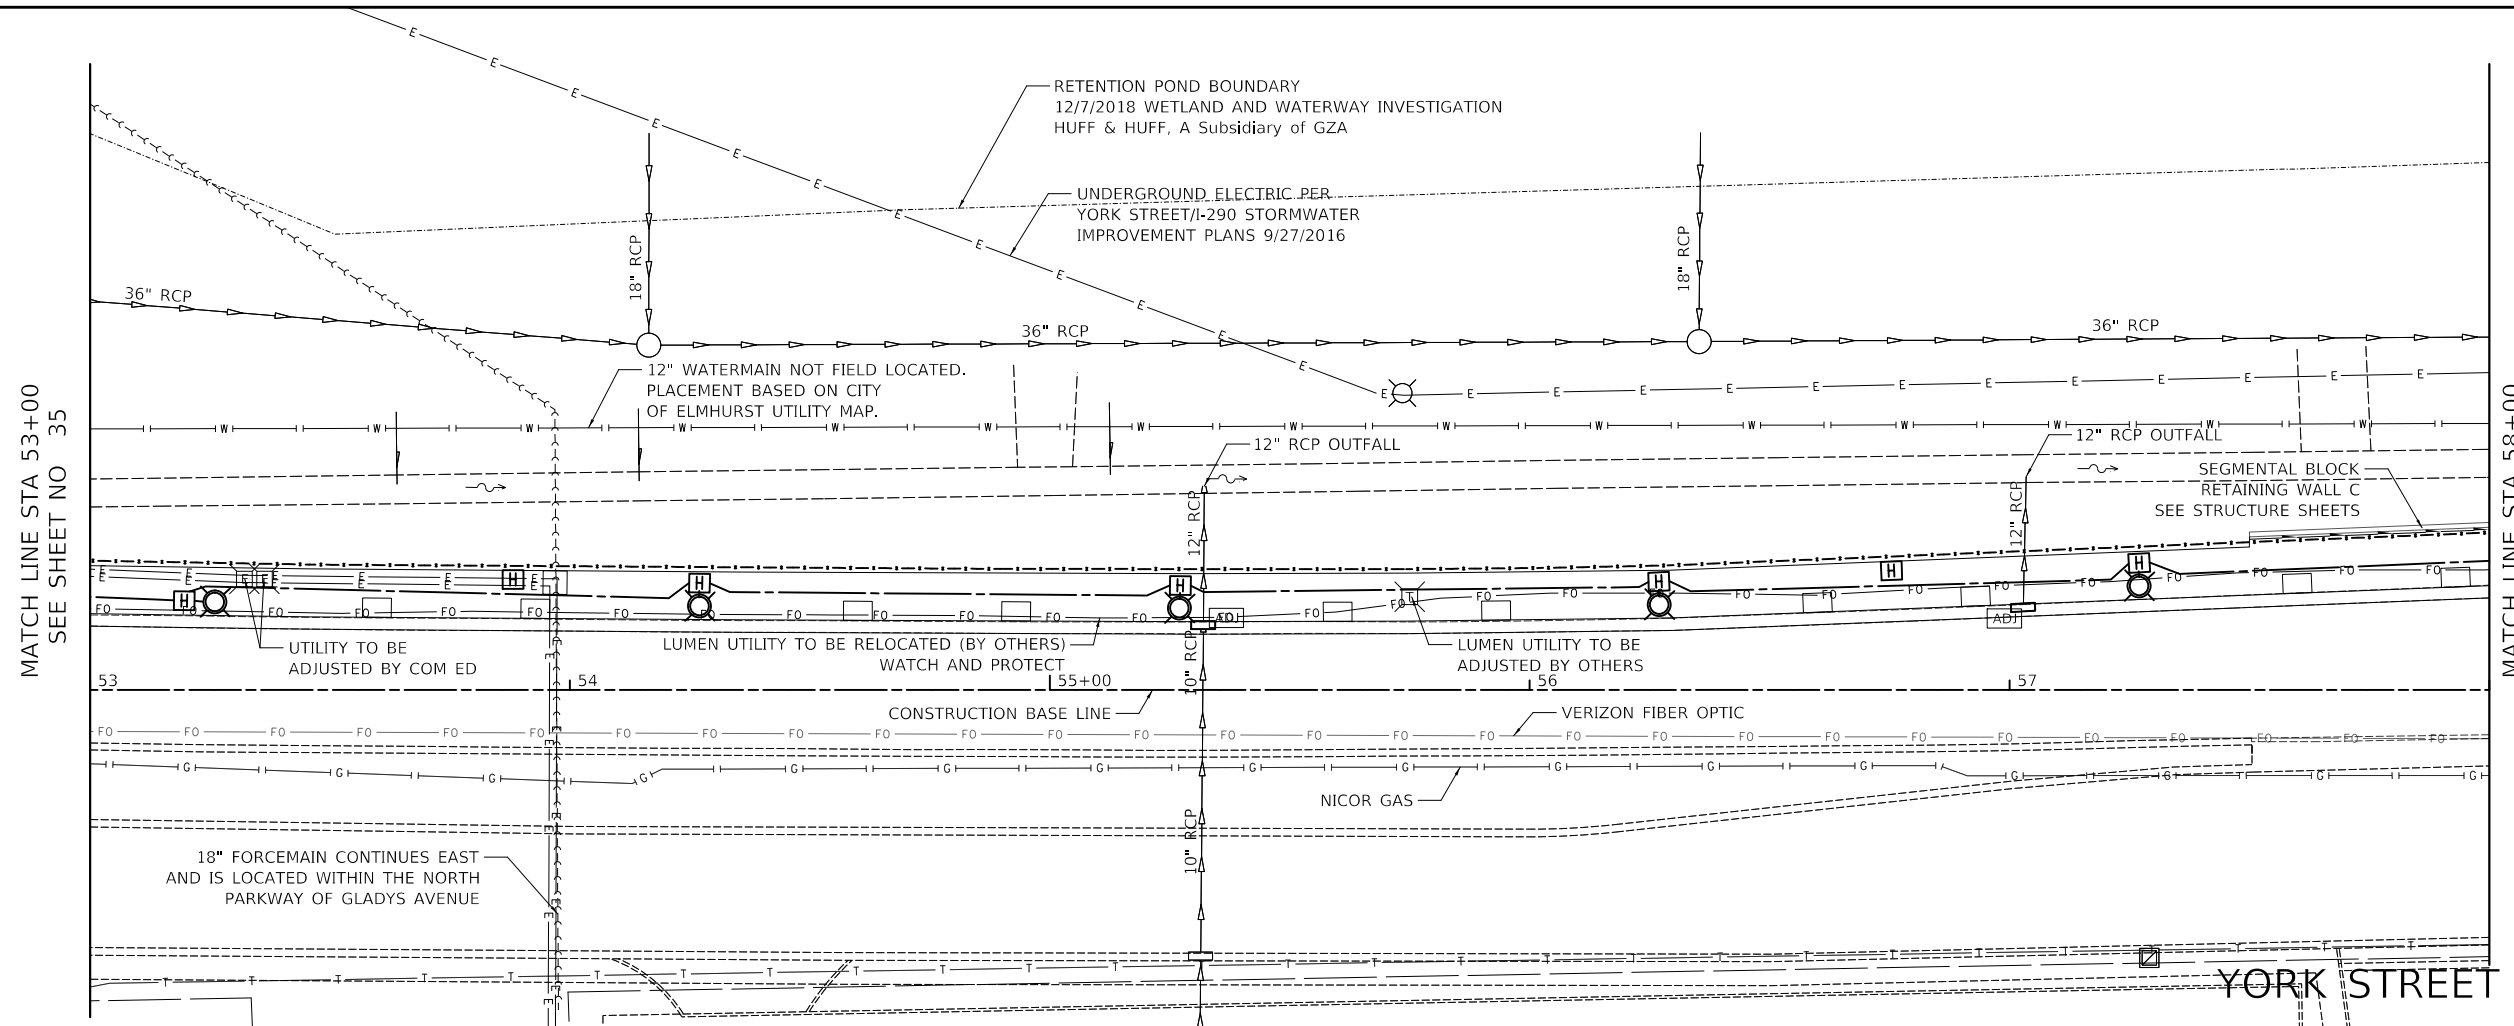 RETENTION POND BOUNDARY
12/7/2018 WETLAND AND WATERWAY INVESTIGATION
HUFF & HUFF, A Subsidiary of GZA
UNDERGROUND ELECTRIC PER
YORK STREET/I-290 STORMWATER
IMPROVEMENT PLANS 9/27/2016
18" RCP
18" RCP
36" RCP
36" RCP
36" RCP
12" WATERMAIN NOT FIELD LOCATED.
PLACEMENT BASED ON CITY
OF ELMHURST UTILITY MAP.
MATCH LINE STA 53+00
SEE SHEET NO 35
MATCH LINE STA 58+00
12" RCP OUTFALL
12" RCP OUTFALL
SEGMENTAL BLOCK
RETAINING WALL C
SEE STRUCTURE SHEETS
12" RCP
12" RCP
UTILITY TO BE
ADJUSTED BY COM ED
LUMEN UTILITY TO BE RELOCATED (BY OTHERS)
WATCH AND PROTECT
ADJ
LUMEN UTILITY TO BE
ADJUSTED BY OTHERS
ADJ
10" RCP
53
54
55+00
56
57
CONSTRUCTION BASE LINE
VERIZON FIBER OPTIC
NICOR GAS
10" RCP
18" FORCEMAIN CONTINUES EAST
AND IS LOCATED WITHIN THE NORTH
PARKWAY OF GLADYS AVENUE
YORK STREET